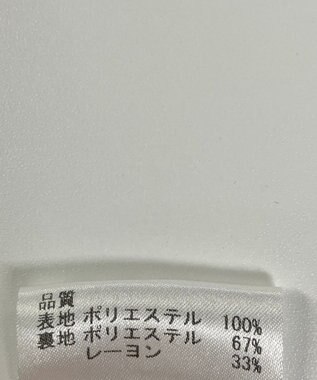 品質
表地 ポリエステル 100%
裏地 ポリエステル 67%
レーヨン 33%